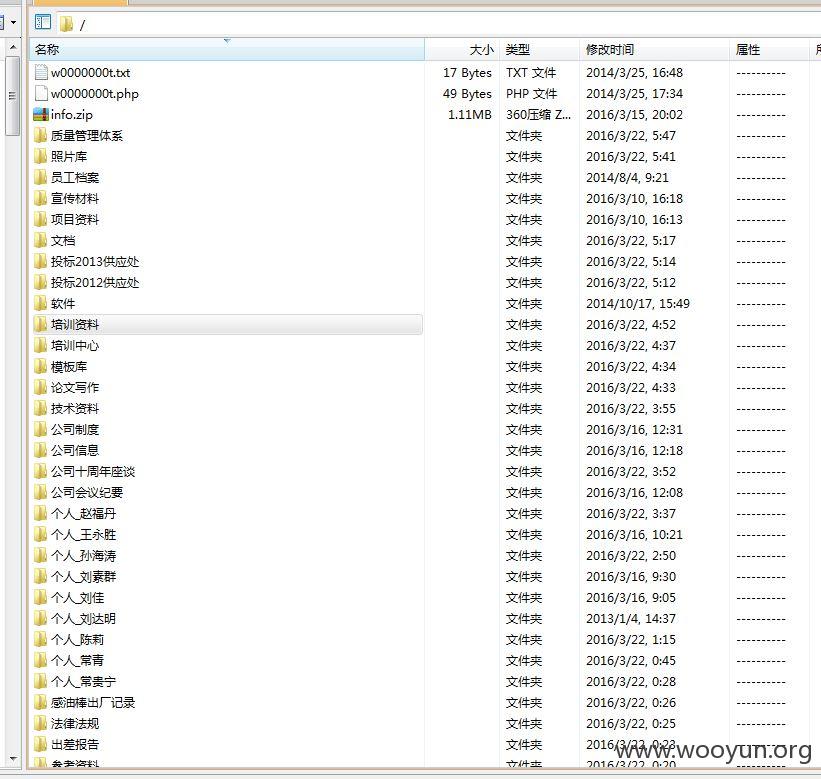 /
名称 大小 类型 修改时间 属性
w0000000t.txt 17 Bytes TXT 文件 2014/3/25, 16:48 ----------
w0000000t.php 49 Bytes PHP 文件 2014/3/25, 17:34 ----------
info.zip 1.11MB 360压缩 Z... 2016/3/15, 20:02 ----------
质量管理体系 文件夹 2016/3/22, 5:47 ----------
照片库 文件夹 2016/3/22, 5:41 ----------
员工档案 文件夹 2014/8/4, 9:21 ----------
宣传材料 文件夹 2016/3/10, 16:18 ----------
项目资料 文件夹 2016/3/10, 16:13 ----------
文档 文件夹 2016/3/22, 5:17 ----------
投标2013供应处 文件夹 2016/3/22, 5:14 ----------
投标2012供应处 文件夹 2016/3/22, 5:12 ----------
软件 文件夹 2014/10/17, 15:49 ----------
培训资料 文件夹 2016/3/22, 4:52 ----------
培训中心 文件夹 2016/3/22, 4:37 ----------
模板库 文件夹 2016/3/22, 4:34 ----------
论文写作 文件夹 2016/3/22, 4:33 ----------
技术资料 文件夹 2016/3/22, 3:55 ----------
公司制度 文件夹 2016/3/16, 12:31 ----------
公司信息 文件夹 2016/3/16, 12:18 ----------
公司十周年座谈 文件夹 2016/3/22, 3:52 ----------
公司会议纪要 文件夹 2016/3/16, 12:08 ----------
个人_赵福丹 文件夹 2016/3/22, 3:37 ----------
个人_王永胜 文件夹 2016/3/16, 10:21 ----------
个人_孙海涛 文件夹 2016/3/22, 2:50 ----------
个人_刘素群 文件夹 2016/3/16, 9:30 ----------
个人_刘佳 文件夹 2016/3/16, 9:05 ----------
个人_刘达明 文件夹 2013/1/4, 14:37 ----------
个人_陈莉 文件夹 2016/3/22, 1:15 ----------
个人_常青 文件夹 2016/3/22, 0:45 ----------
个人_常贵宁 文件夹 2016/3/22, 0:28 ----------
感油棒出厂记录 文件夹 2016/3/22, 0:26 ----------
法律法规 文件夹 2016/3/22, 0:25 ----------
出差报告 文件夹 2016/3/22, 0:23 ----------
参考资料 文件夹 2016/3/22, 0:20 ----------
www.wooyun.org